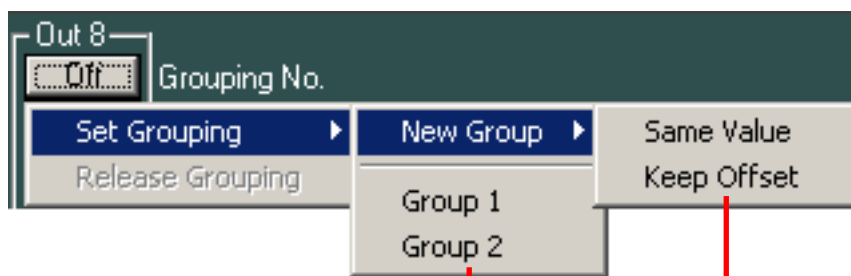 Out 8
Off
Grouping No.
Set Grouping
Release Grouping
New Group
Group 1
Group 2
Same Value
Keep Offset